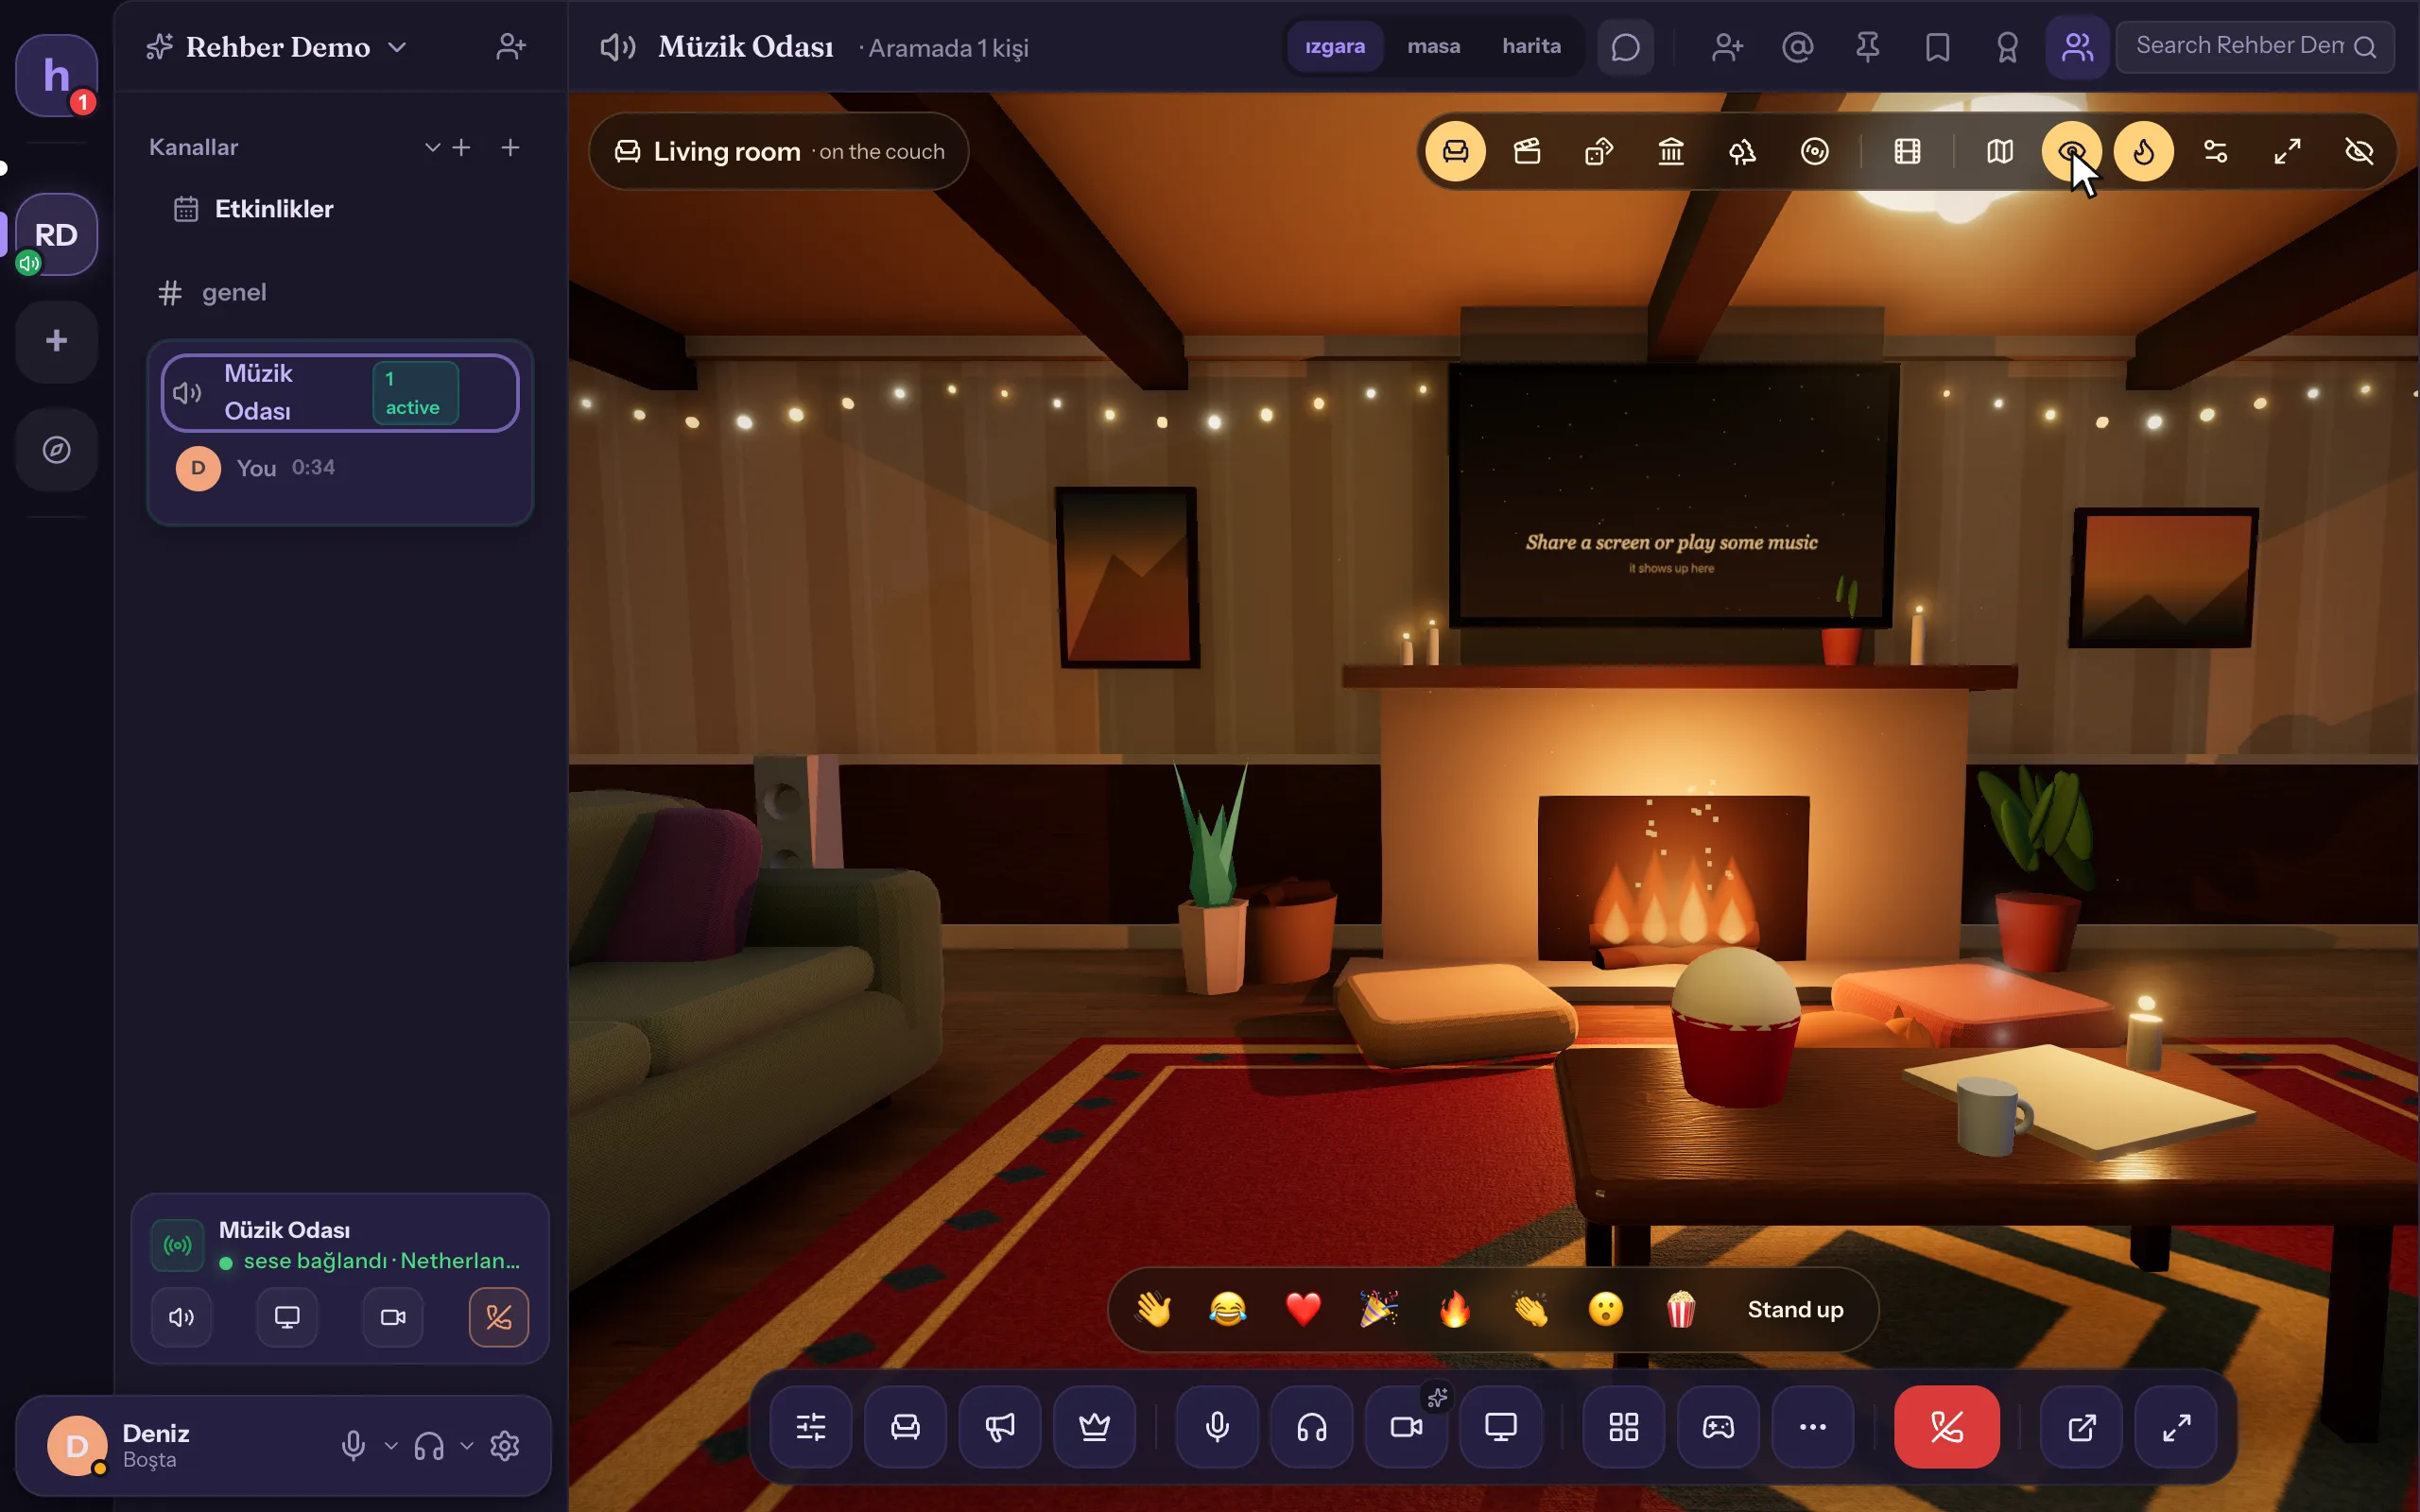 h
1
Rehber Demo
Müzik Odası
· Aramada 1 kişi
ızgara
masa
harita
Search Rehber Dem
Kanallar
Living room · on the couch
Etkinlikler
RD
genel
Müzik
Odası
1
active
D
You 0:34
Share a screen or play some music
it shows up here
Müzik Odası
sese bağlandı · Netherlan...
Stand up
D
Deniz
Boşta